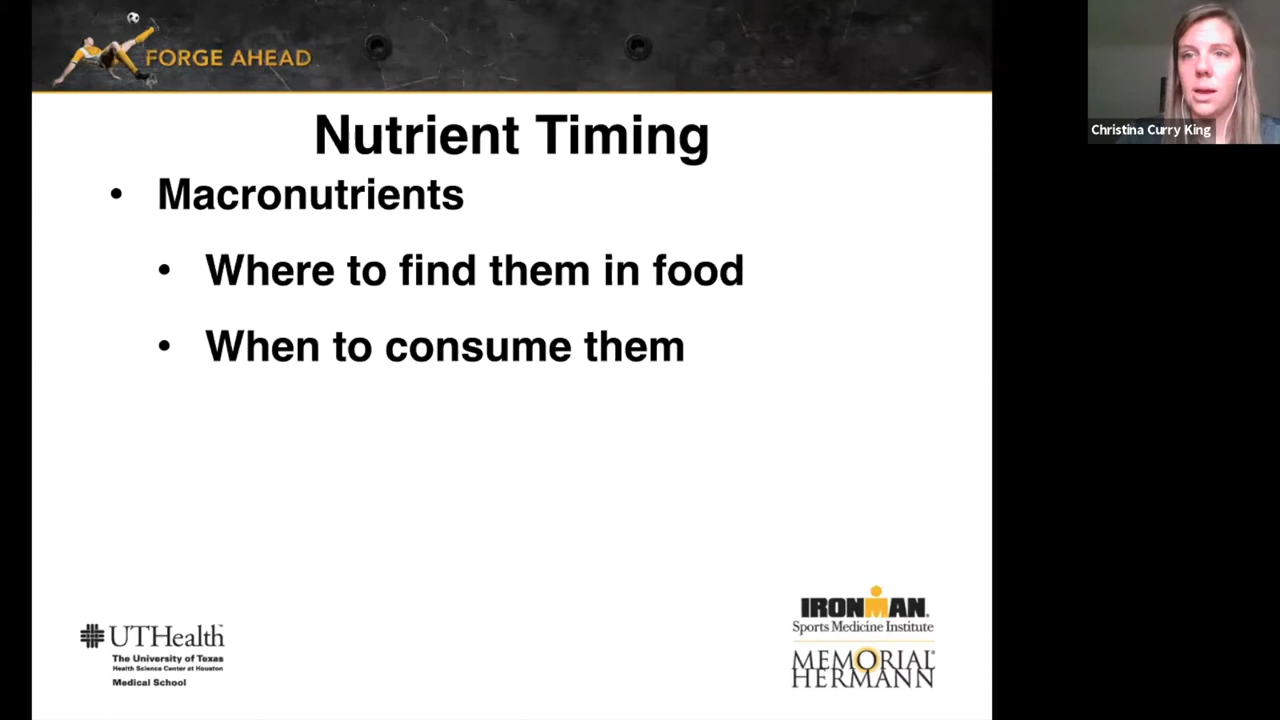 FORGE AHEAD
Christina Curry King
Nutrient Timing
• Macronutrients
• Where to find them in food
• When to consume them
UTHealth™
The University of Texas
Health Science Center at Houston
Medical School
IRONMAN®
Sports Medicine Institute
MEMORIAL®
HERMANN